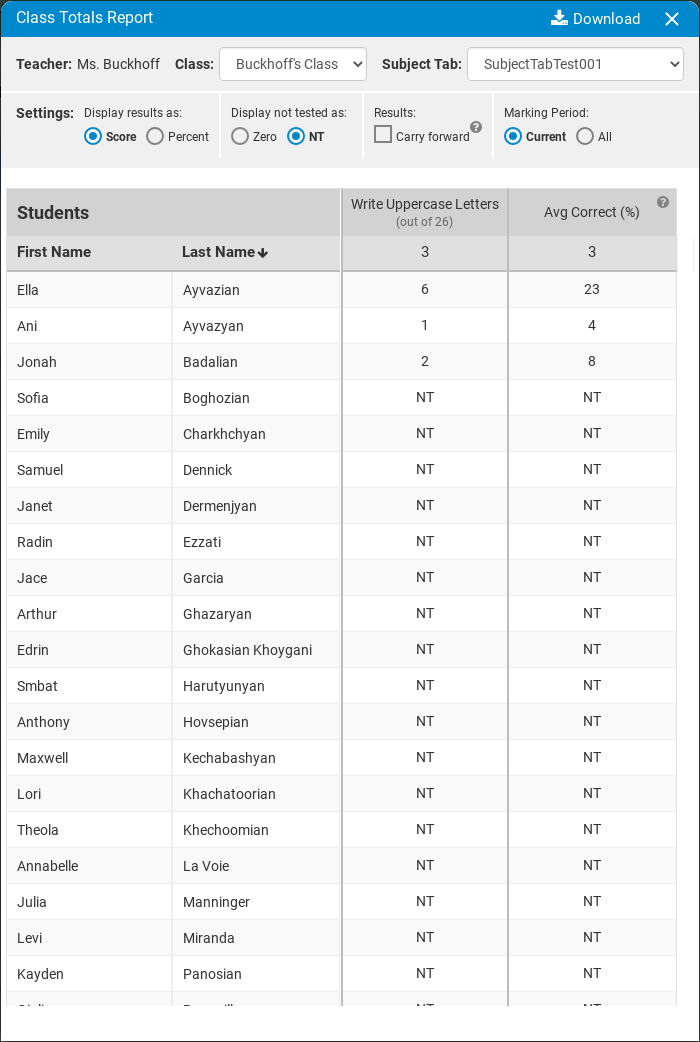 Class Totals Report Download
Teacher: Ms. Buckhoff Class: Buckhoff's Class Subject Tab: SubjectTabTest001
Settings: Display results as: Display not tested as: Results: Marking Period:
Score Percent Zero NT Carry forward ? Current All
Students Write Uppercase Letters (out of 26) Avg Correct (%) ?
First Name Last Name 3 3
Ella Ayvazian 6 23
Ani Ayvazyan 1 4
Jonah Badalian 2 8
Sofia Boghozian NT NT
Emily Charkhchyan NT NT
Samuel Dennick NT NT
Janet Dermenjyan NT NT
Radin Ezzati NT NT
Jace Garcia NT NT
Arthur Ghazaryan NT NT
Edrin Ghokasian Khoygani NT NT
Smbat Harutyunyan NT NT
Anthony Hovsepian NT NT
Maxwell Kechabashyan NT NT
Lori Khachatoorian NT NT
Theola Khechoomian NT NT
Annabelle La Voie NT NT
Julia Manninger NT NT
Levi Miranda NT NT
Kayden Panosian NT NT
NT NT